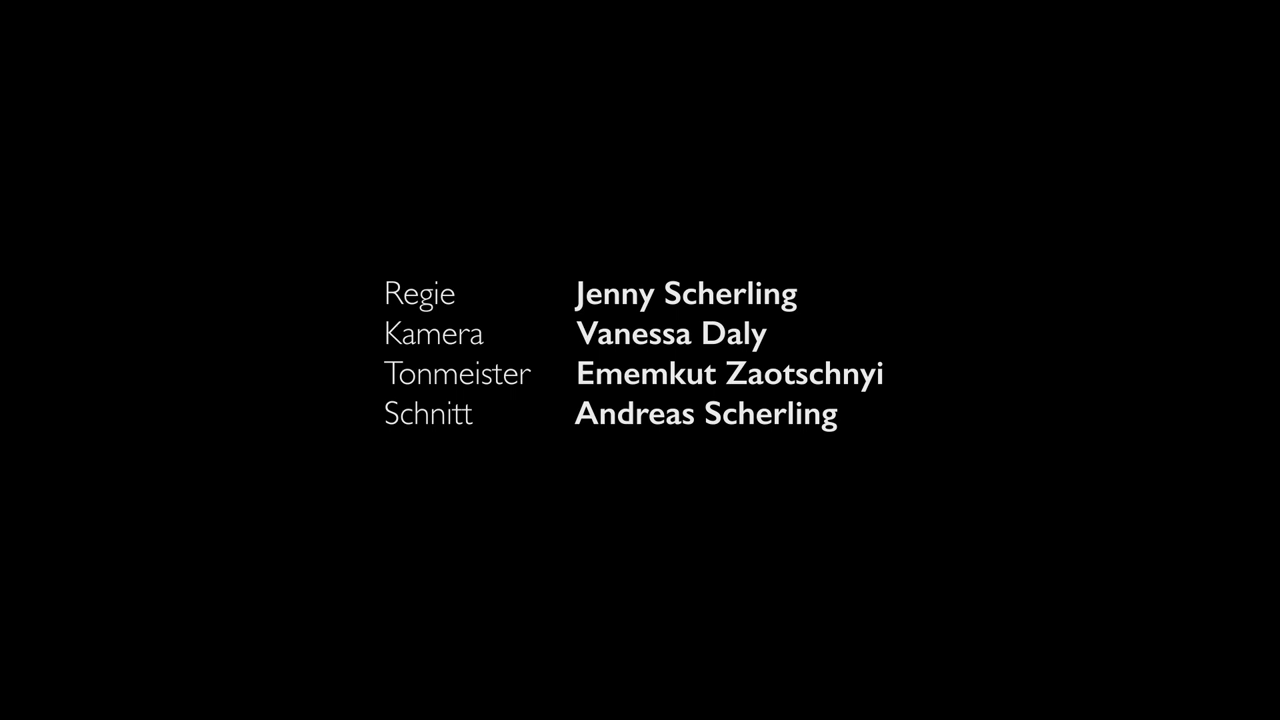 Regie Jenny Scherling
Kamera Vanessa Daly
Tonmeister Ememkut Zaotschnyi
Schnitt Andreas Scherling